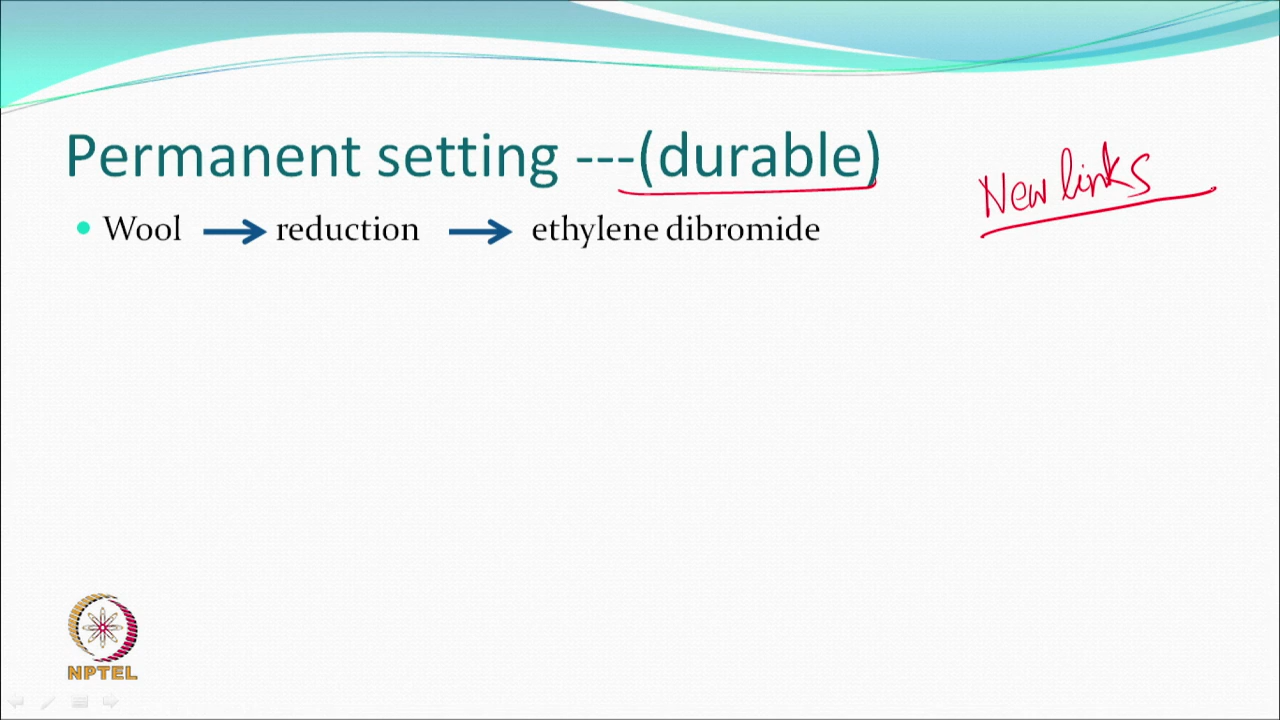 Permanent setting ---(durable)
New links
Wool reduction ethylene dibromide
NPTEL